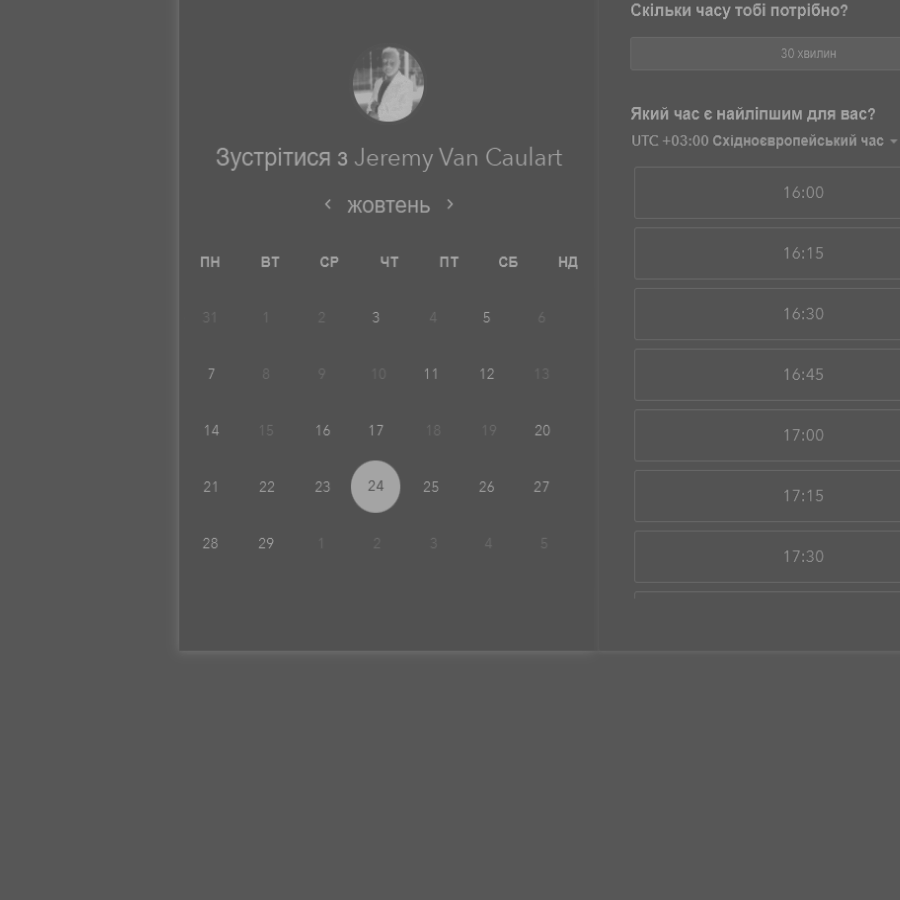 Зустрітися з Jeremy Van Caulart
‹ жовтень ›
ПН ВТ СР ЧТ ПТ СБ НД
31 1 2 3 4 5 6
7 8 9 10 11 12 13
14 15 16 17 18 19 20
21 22 23 24 25 26 27
28 29 1 2 3 4 5
Скільки часу тобі потрібно?
30 хвилин
Який час є найліпшим для вас?
UTC +03:00 Східноєвропейський час
16:00
16:15
16:30
16:45
17:00
17:15
17:30